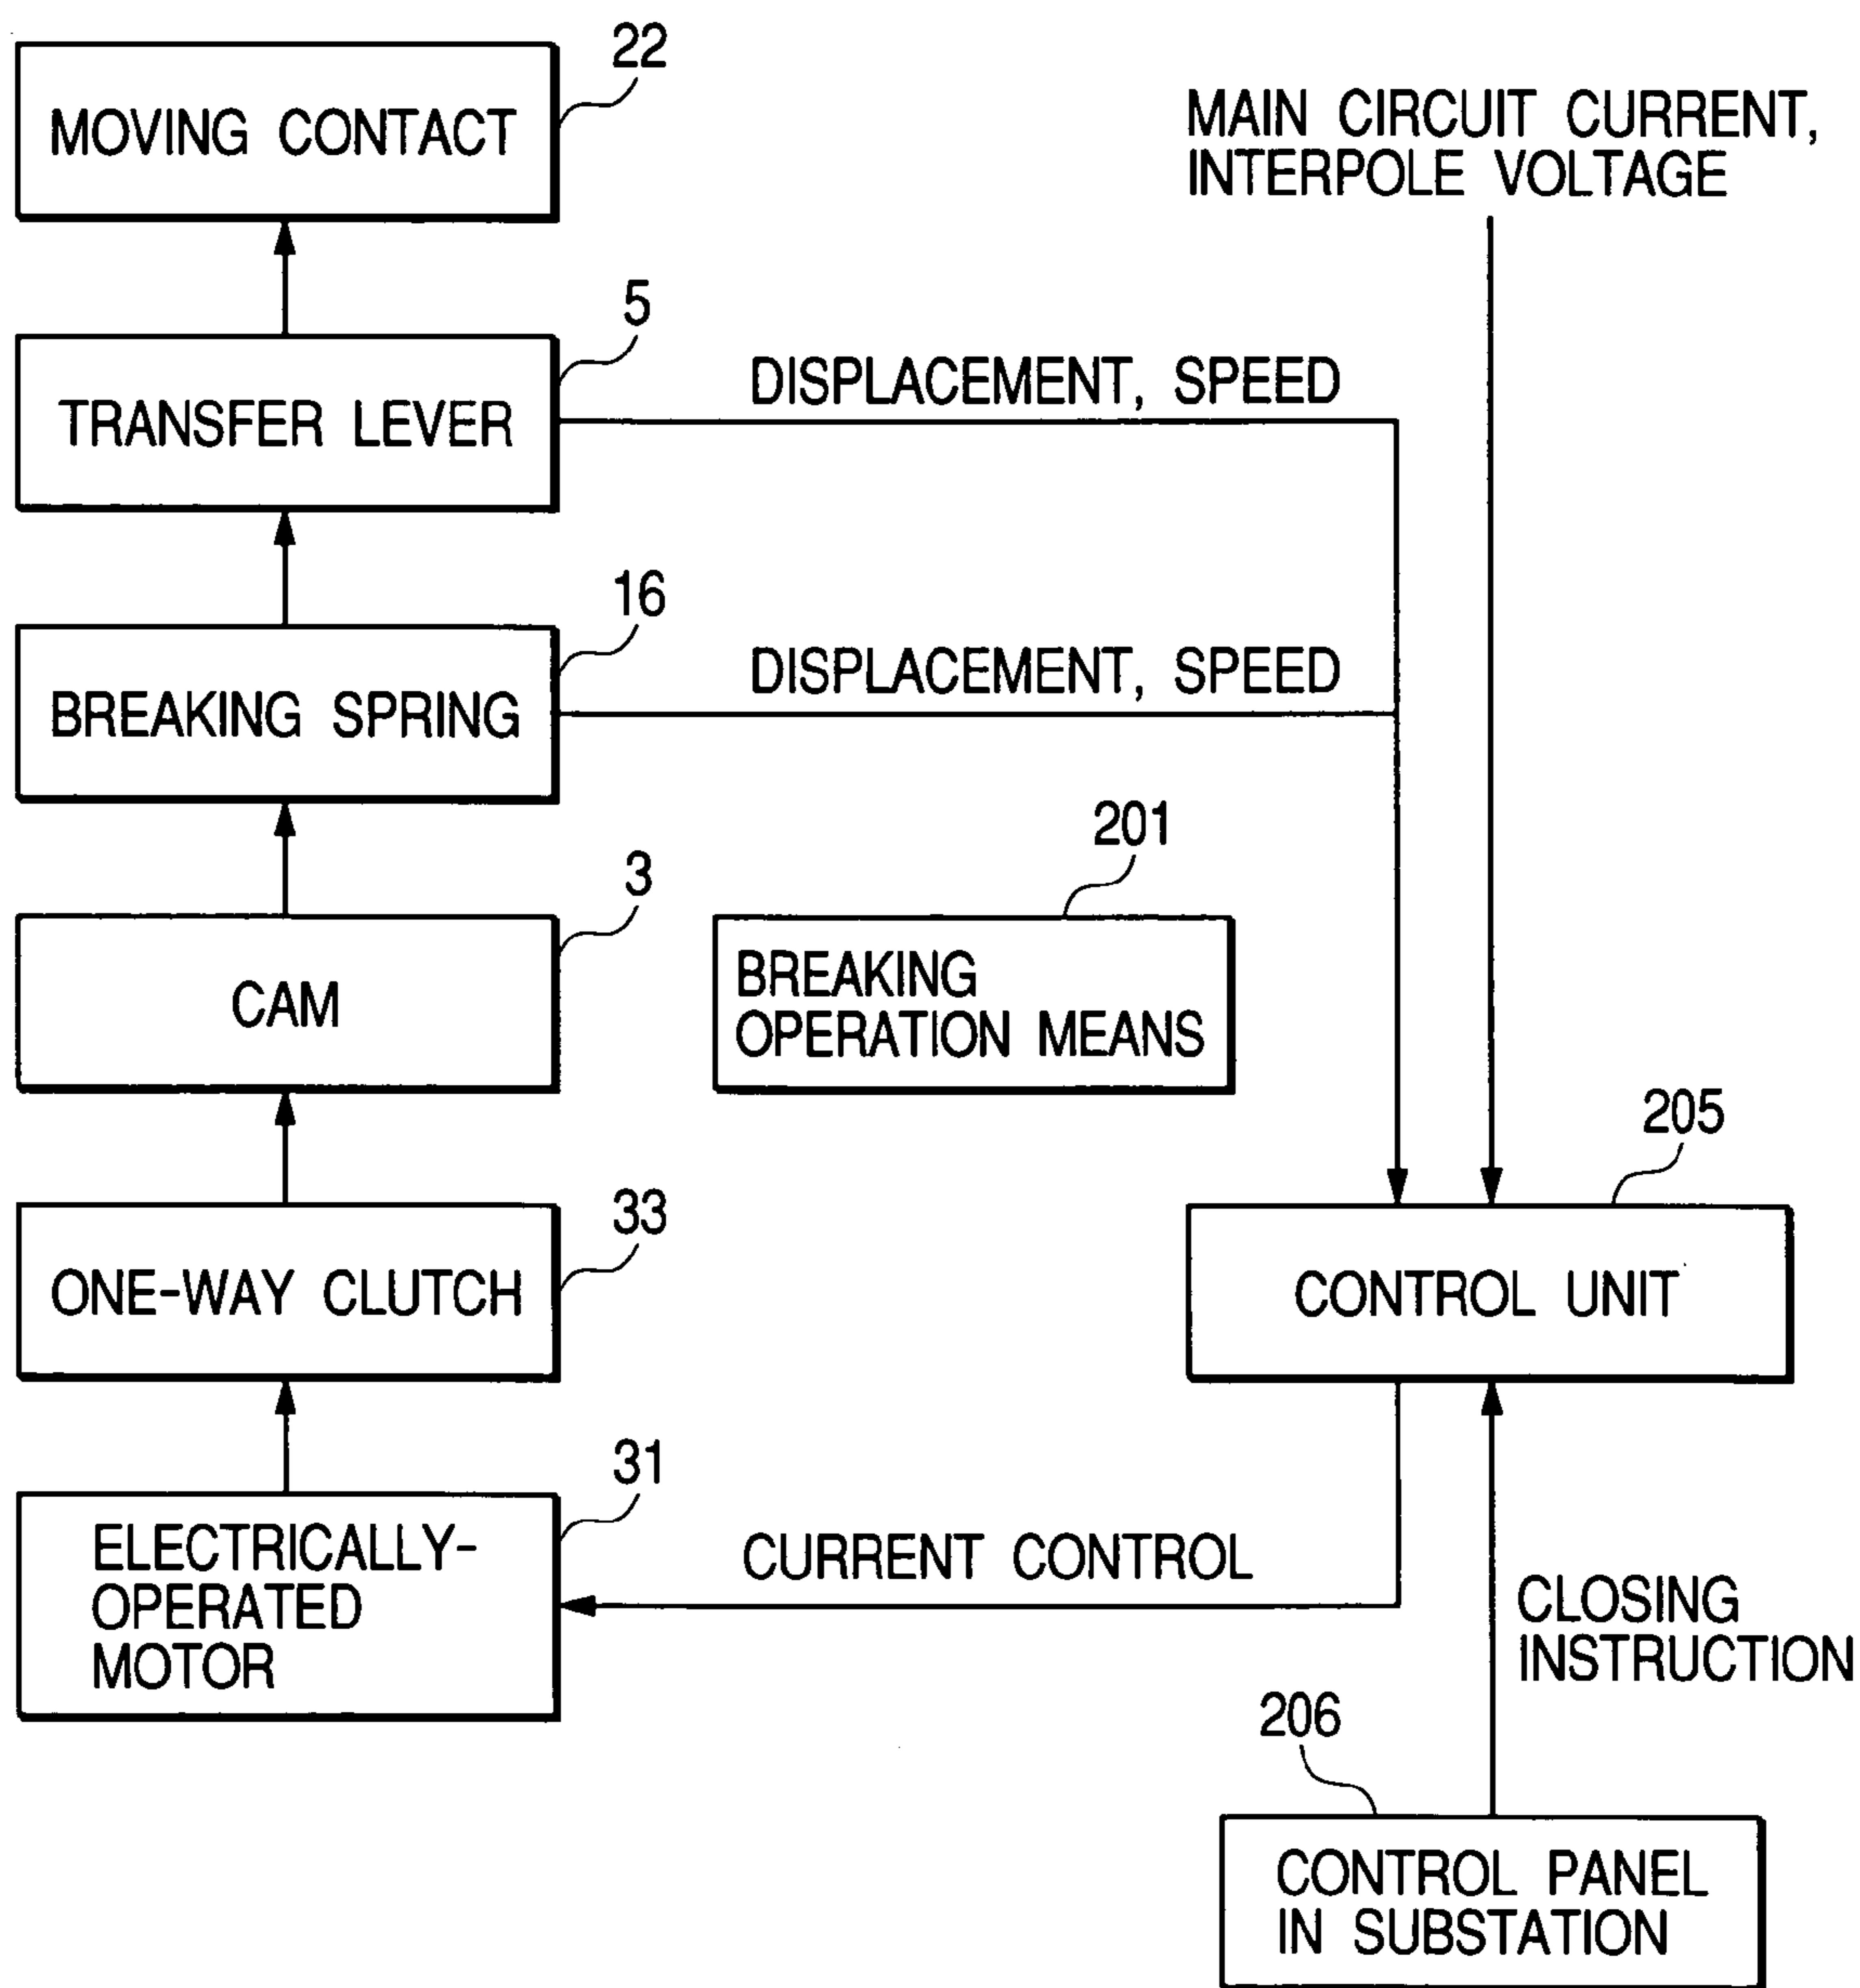 22
MOVING CONTACT
MAIN CIRCUIT CURRENT,
INTERPOLE VOLTAGE
5
TRANSFER LEVER
DISPLACEMENT, SPEED
16
BREAKING SPRING
DISPLACEMENT, SPEED
201
3
CAM
BREAKING
OPERATION MEANS
205
33
ONE-WAY CLUTCH
CONTROL UNIT
31
ELECTRICALLY-
OPERATED
MOTOR
CURRENT CONTROL
CLOSING
INSTRUCTION
206
CONTROL PANEL
IN SUBSTATION